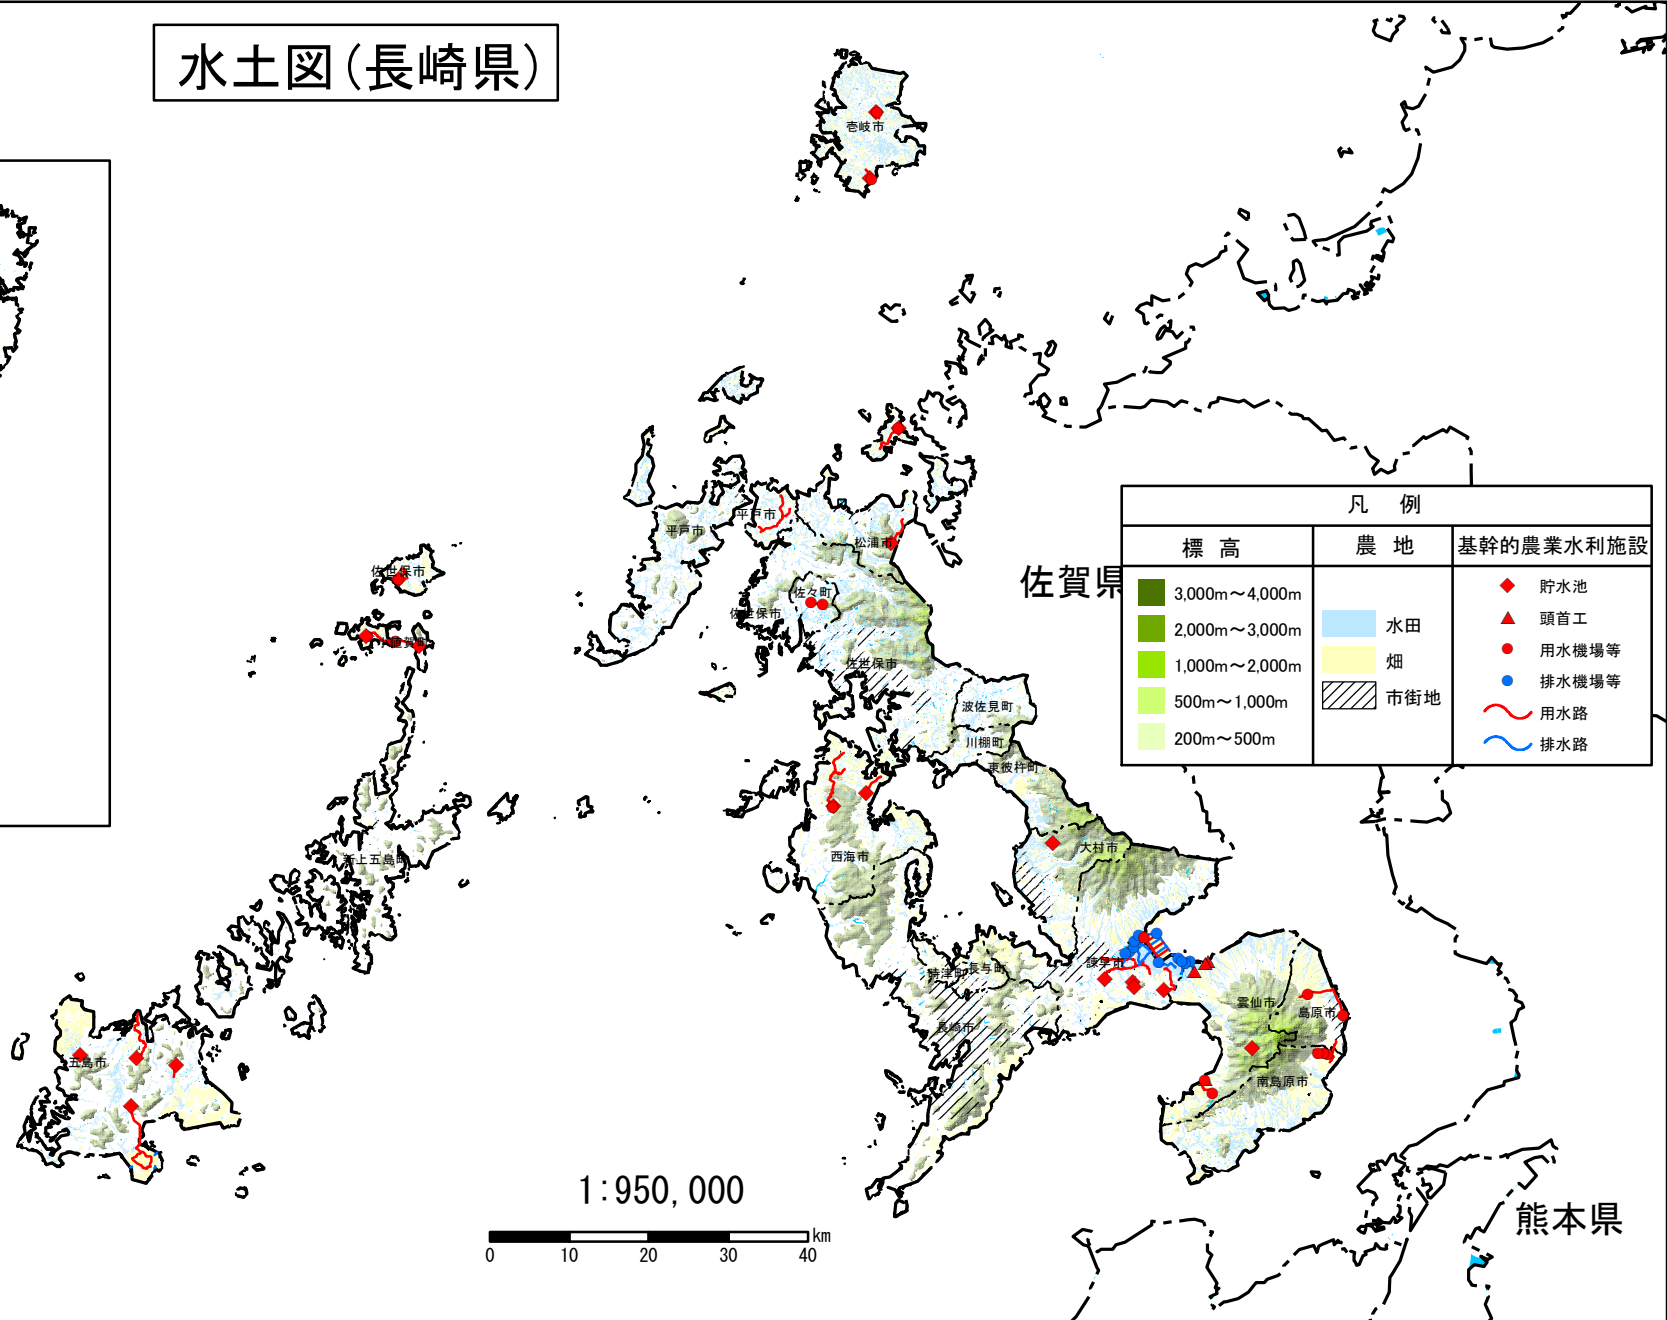 水土図(長崎県)
壱岐市
平戸市
平戸市
松浦市
佐世保市
佐々町
佐世保市
佐世保市
小値賀町
波佐見町
川棚町
東彼杵町
新上五島町
西海市
大村市
諫早市
時津町
長与町
長崎市
雲仙市
島原市
南島原市
五島市
佐賀県
熊本県
凡 例
標 高
農 地
基幹的農業水利施設
3,000m～4,000m
2,000m～3,000m
1,000m～2,000m
500m～1,000m
200m～500m
水田
畑
市街地
貯水池
頭首工
用水機場等
排水機場等
用水路
排水路
1:950,000
0 10 20 30 40 km